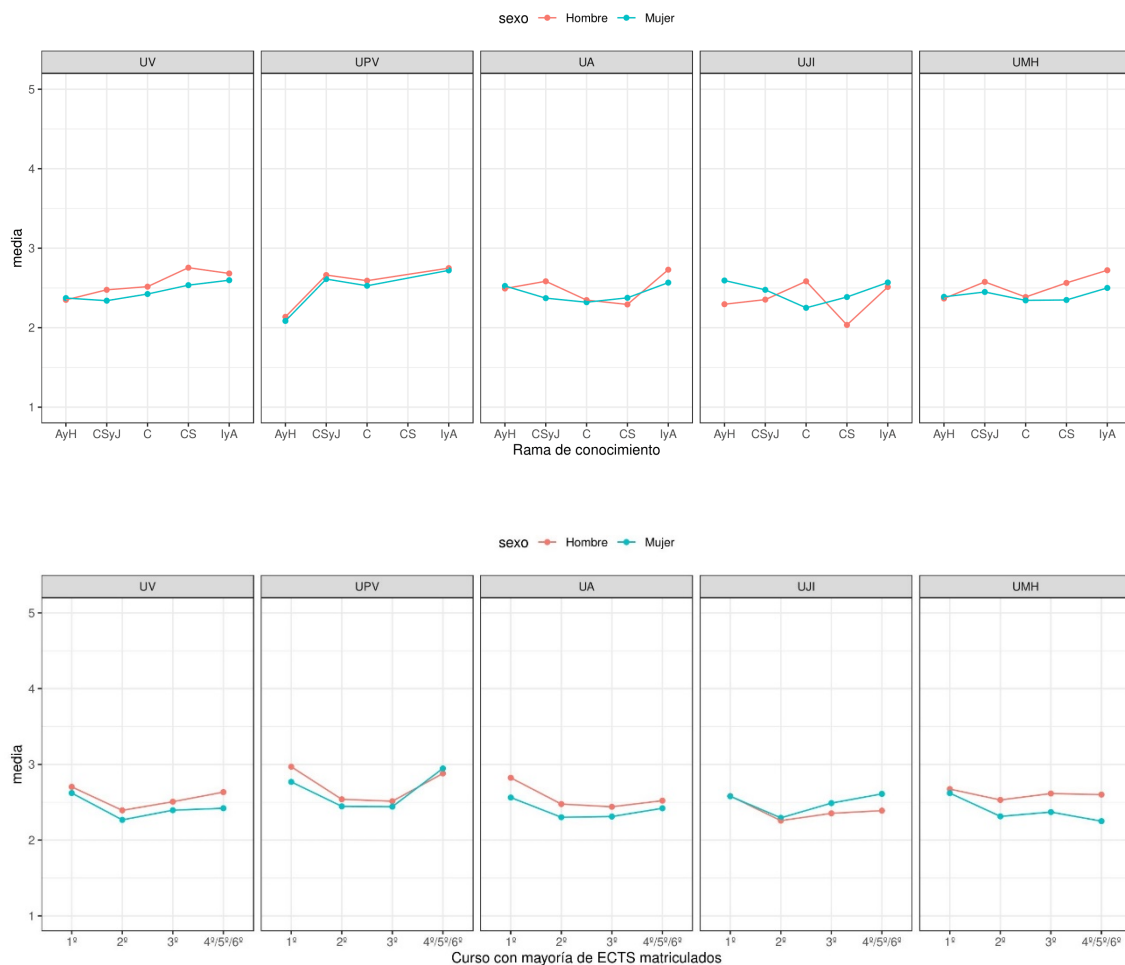 sexo Hombre Mujer
UV UPV UA UJI UMH
5
4
3
2
1
media
AyH CSyJ C CS IyA AyH CSyJ C CS IyA AyH CSyJ C CS IyA AyH CSyJ C CS IyA AyH CSyJ C CS IyA
Rama de conocimiento
sexo Hombre Mujer
UV UPV UA UJI UMH
5
4
3
2
1
media
1º 2º 3º 4º/5º/6º 1º 2º 3º 4º/5º/6º 1º 2º 3º 4º/5º/6º 1º 2º 3º 4º/5º/6º 1º 2º 3º 4º/5º/6º
Curso con mayoría de ECTS matriculados